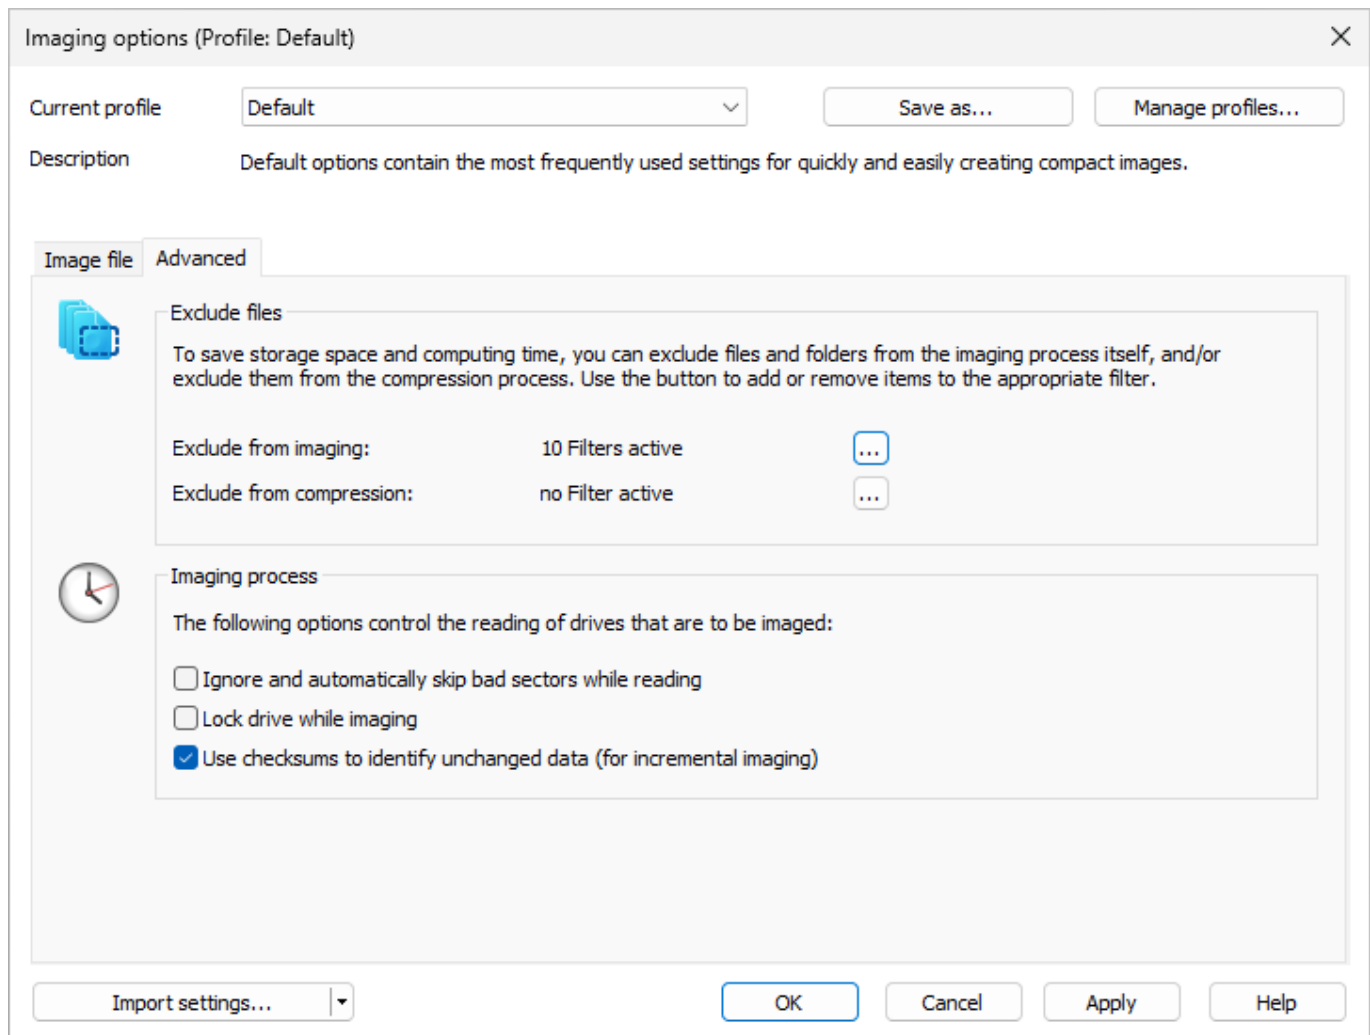 Imaging options (Profile: Default)
Current profile
Default
Save as...
Manage profiles...
Description
Default options contain the most frequently used settings for quickly and easily creating compact images.
Image file
Advanced
Exclude files
To save storage space and computing time, you can exclude files and folders from the imaging process itself, and/or
exclude them from the compression process. Use the button to add or remove items to the appropriate filter.
Exclude from imaging:
10 Filters active
...
Exclude from compression:
no Filter active
...
Imaging process
The following options control the reading of drives that are to be imaged:
Ignore and automatically skip bad sectors while reading
Lock drive while imaging
Use checksums to identify unchanged data (for incremental imaging)
Import settings...
OK
Cancel
Apply
Help